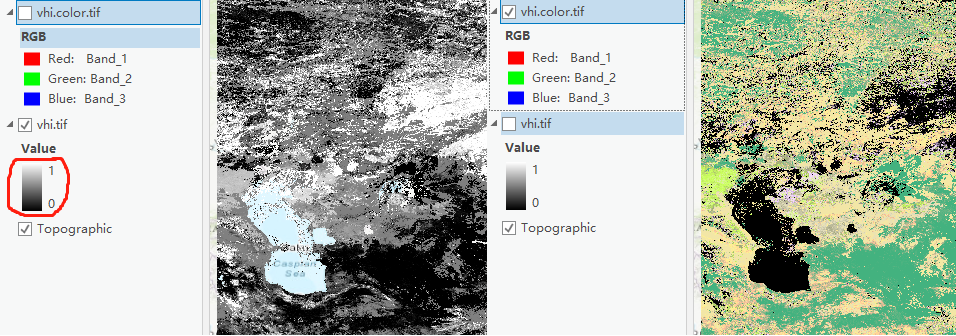 vhi.color.tif
RGB
Red: Band_1
Green: Band_2
Blue: Band_3
vhi.tif
Value
1
0
Topographic
Caspian
Sea
vhi.color.tif
RGB
Red: Band_1
Green: Band_2
Blue: Band_3
vhi.tif
Value
1
0
Topographic